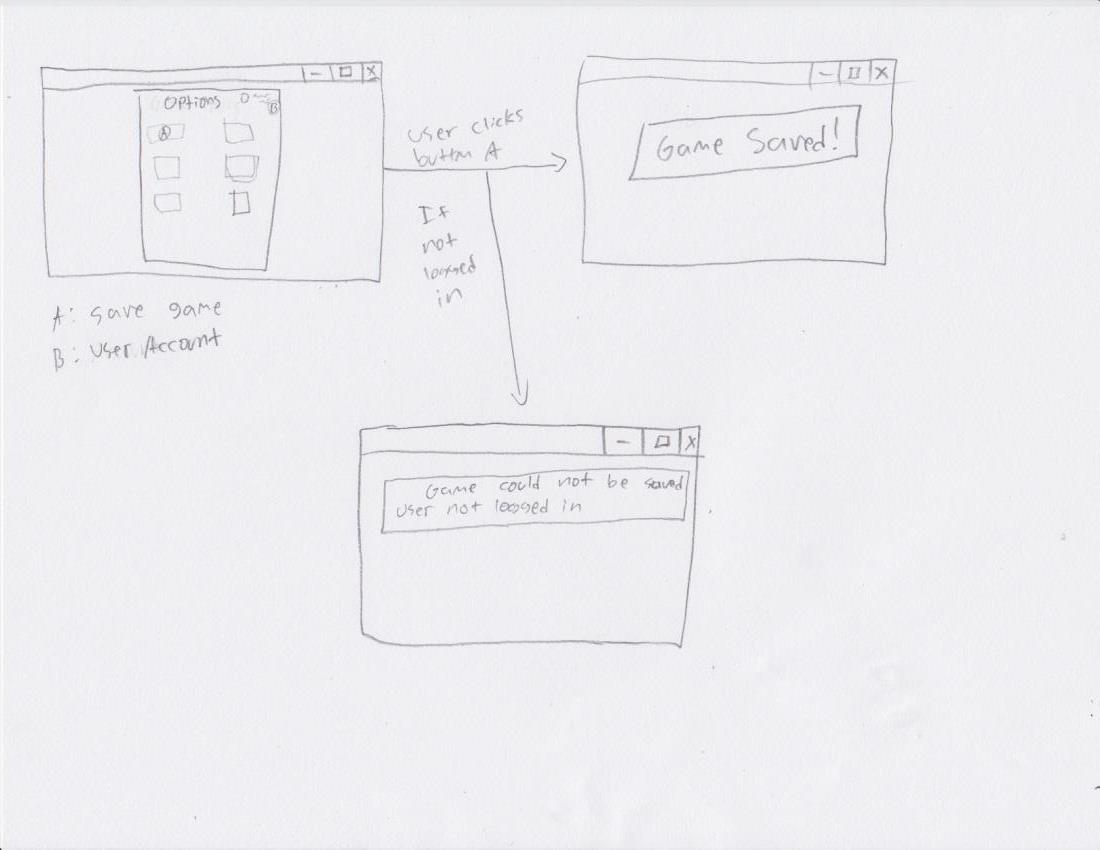 Options
B
A
User clicks
button A
If
not
logged
in
Game Saved!
A: save game
B: User Account
Game could not be saved
user not logged in